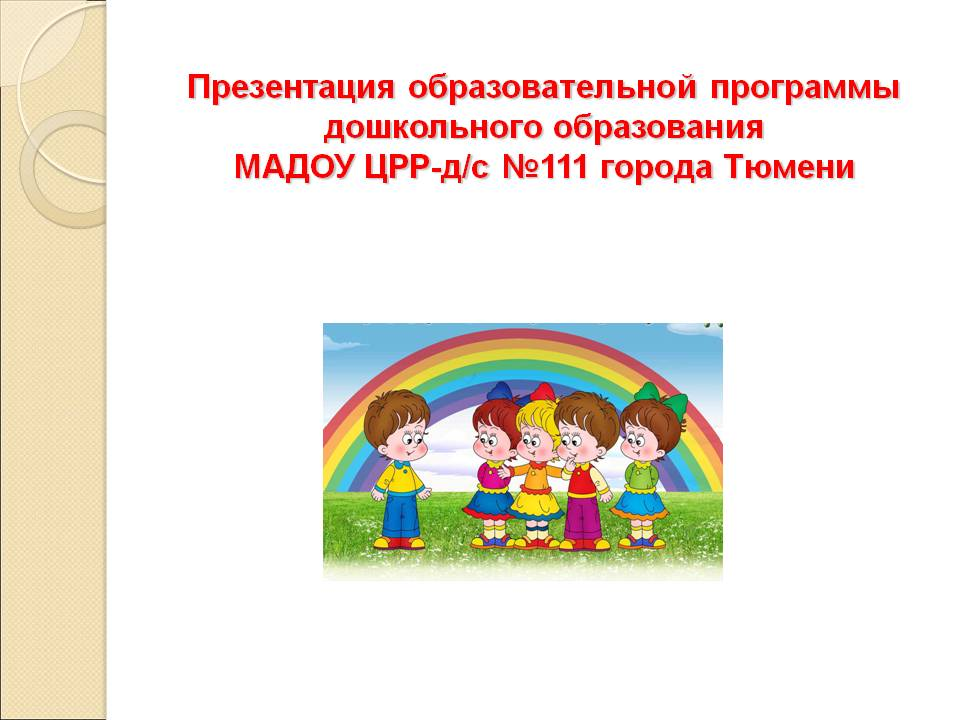 Презентация образовательной программы
дошкольного образования
МАДОУ ЦРР-д/с №111 города Тюмени